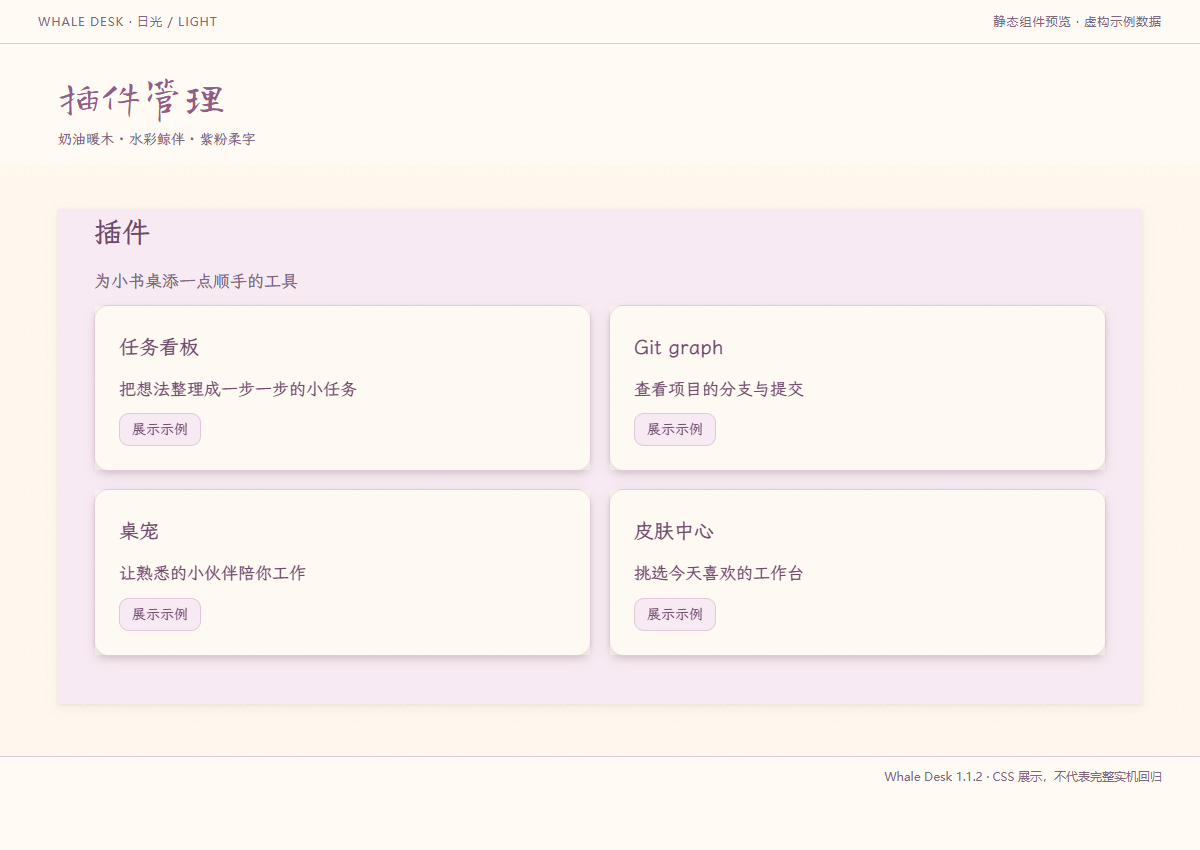 WHALE DESK · 日光 / LIGHT
静态组件预览 · 虚构示例数据
插件管理
奶油暖木 · 水彩鲸伴 · 紫粉柔字
插件
为小书桌添一点顺手的工具
任务看板
把想法整理成一步一步的小任务
展示示例
Git graph
查看项目的分支与提交
展示示例
桌宠
让熟悉的小伙伴陪你工作
展示示例
皮肤中心
挑选今天喜欢的工作台
展示示例
Whale Desk 1.1.2 · CSS 展示，不代表完整实机回归